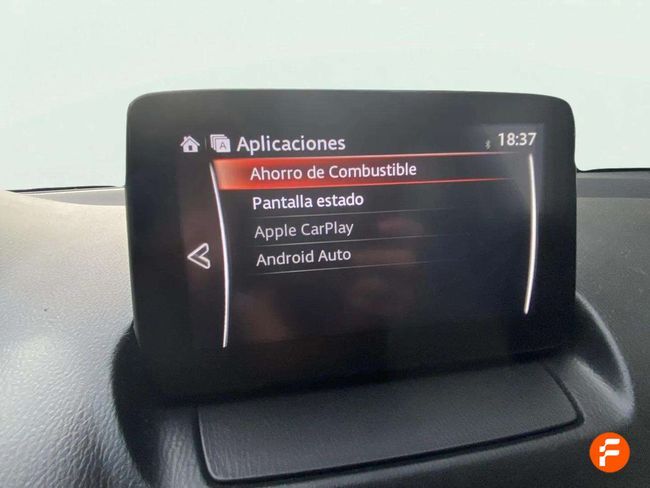 Aplicaciones
18:37
Ahorro de Combustible
Pantalla estado
Apple CarPlay
Android Auto